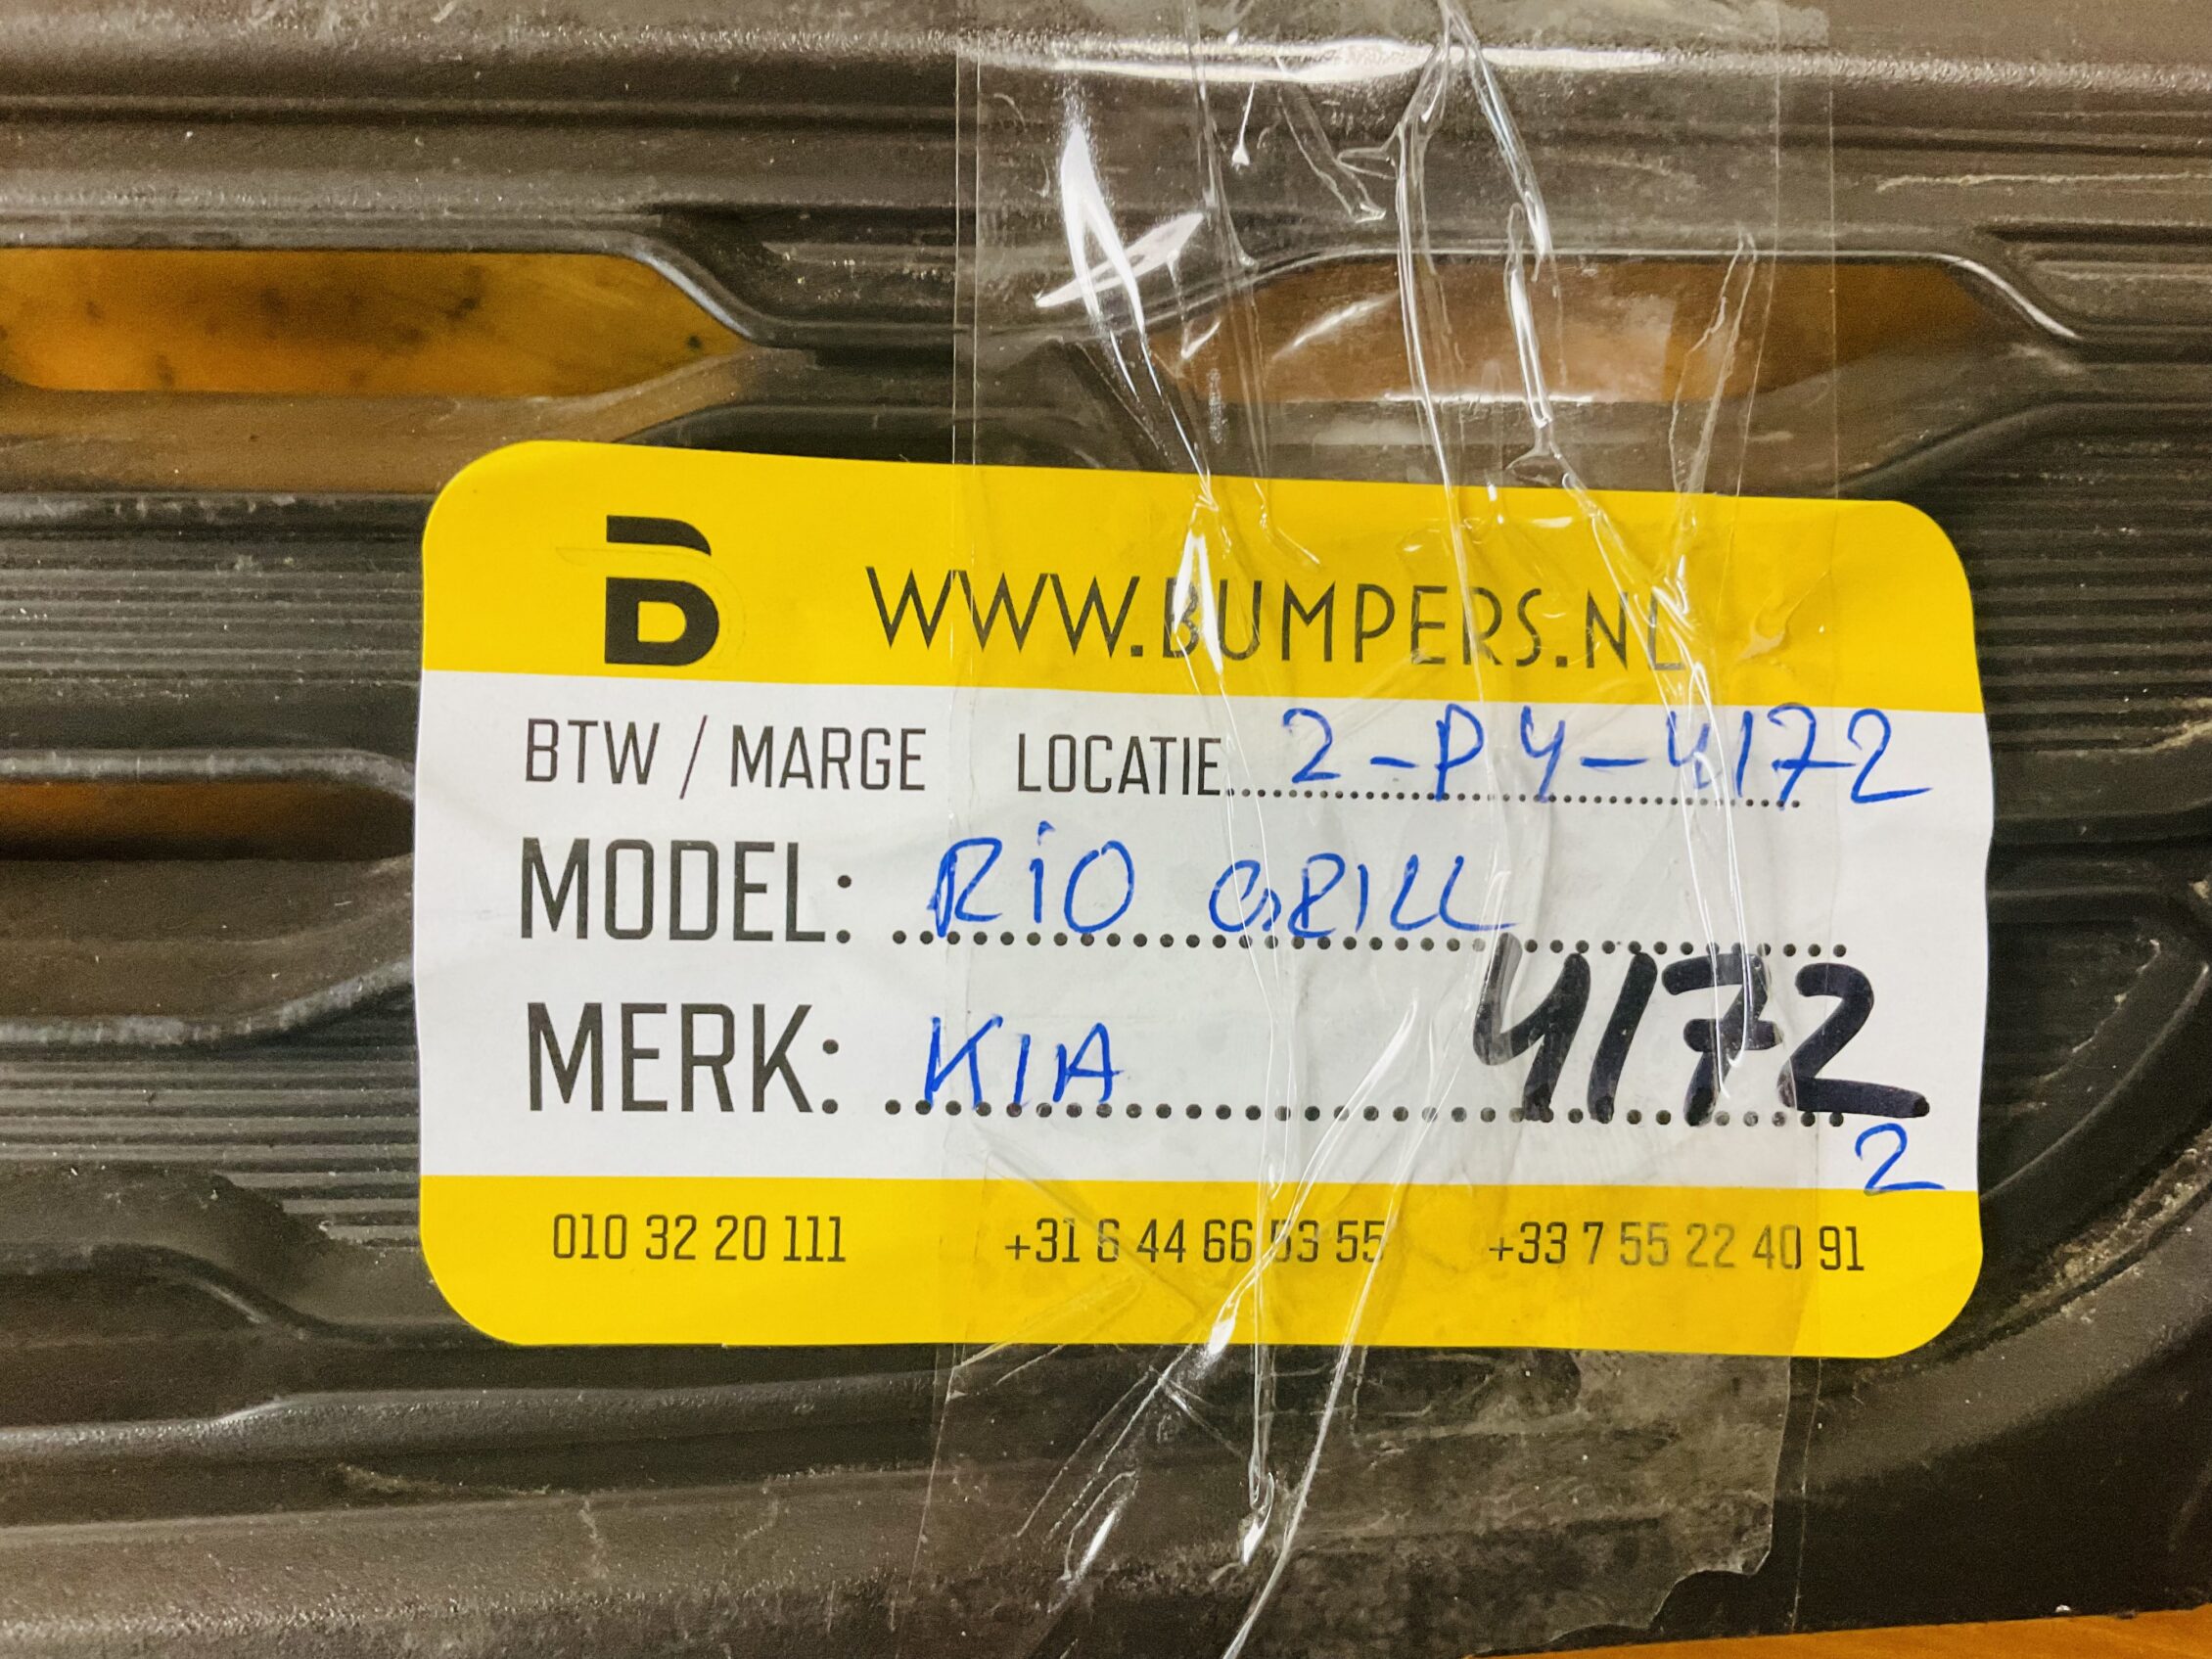 B WWW.BUMPERS.NL
BTW / MARGE LOCATIE 2-P4-4172
MODEL: RiO GRILL
MERK: KIA 4172
2
010 32 20 111 +31 6 44 66 53 55 +33 7 55 22 40 91